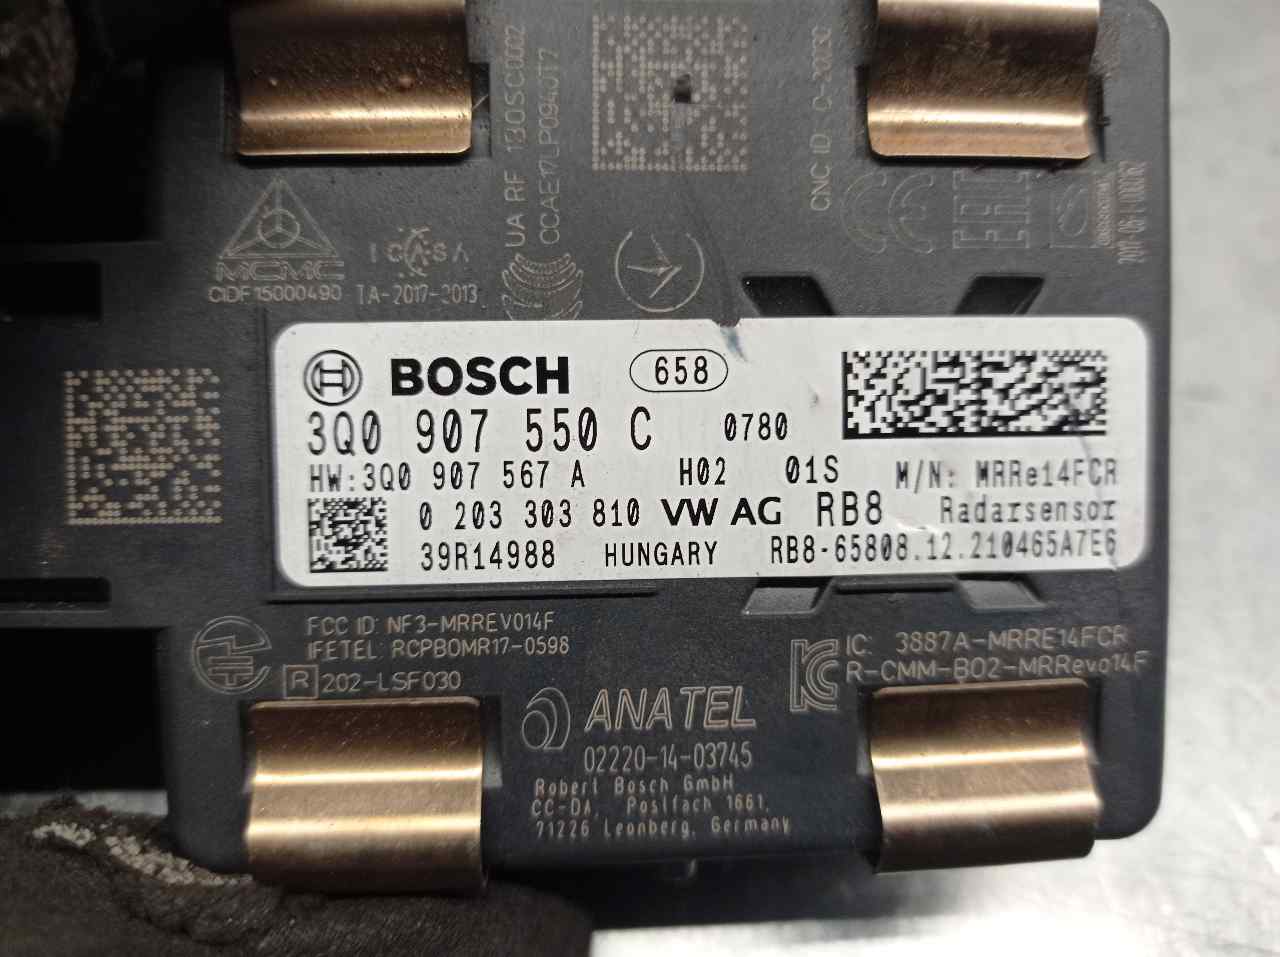 UA RF 130SC0002
CCAE17LP0940T7
CNC ID C-20230
MCMC
CIDF15000490
ICASA
TA-2017-2013
EAC
BOSCH
658
3Q0 907 550 C
0780
HW:3Q0 907 567 A
H02
01S
M/N: MRRe14FCR
0 203 303 810
VW AG
RB8
Radarsensor
39R14988
HUNGARY
RB8-65808.12.210465A7E6
FCC ID: NF3-MRREVO14F
IFETEL: RCPBOMR17-0598
R 202-LSF030
IC: 3887A-MRRE14FCR
R-CMM-BO2-MRRevo14F
ANATEL
02220-14-03745
Robert Bosch GmbH
CC-DA, Postfach 1661,
71226 Leonberg, Germany